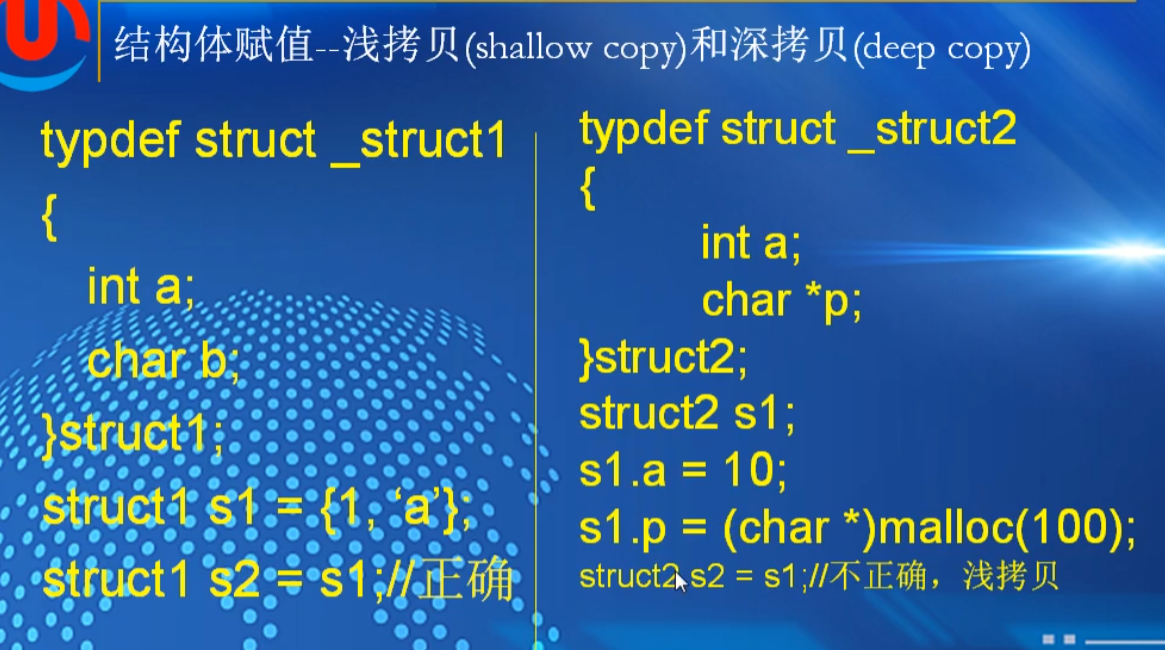 结构体赋值--浅拷贝(shallow copy)和深拷贝(deep copy)
typdef struct _struct1
{
int a;
char b;
}struct1;
struct1 s1 = {1, ‘a’};
struct1 s2 = s1;//正确
typdef struct _struct2
{
int a;
char *p;
}struct2;
struct2 s1;
s1.a = 10;
s1.p = (char *)malloc(100);
struct2 s2 = s1;//不正确，浅拷贝